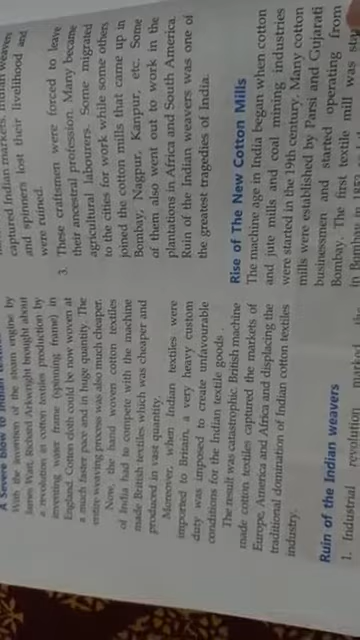 A Severe blow to Indian
With the invention of the steam engine by
James Watt, Richard Arkwright brought about
a revolution in cotton textiles production by
inventing water frame (spinning frame) in
England. Cotton cloth could be now woven at
a much faster pace and in huge quantity. The
entire weaving process was also much cheaper.
Now, the hand woven cotton textiles
of India had to compete with the machine
made British textiles which was cheaper and
produced in vast quantity.
Moreover, when Indian textiles were
imported to Britain, a very heavy custom
duty was imposed to create unfavourable
conditions for the Indian textile goods.
The result was catastrophic. British machine
made cotton textiles captured the markets of
Europe, America and Africa and displacing the
traditional domination of Indian cotton textiles
industry.
Ruin of the Indian weavers
1. Industrial revolution marked the
captured Indian markets. Indian weavers
and spinners lost their livelihood and
were ruined.
3. These craftsmen were forced to leave
their ancestral profession. Many became
agricultural labourers. Some migrated
to the cities for work while some others
joined the cotton mills that came up in
Bombay, Nagpur, Kanpur, etc. Some
of them also went out to work in the
plantations in Africa and South America.
Ruin of the Indian weavers was one of
the greatest tragedies of India.
Rise of The New Cotton Mills
The machine age in India began when cotton
and jute mills and coal mining industries
were started in the 19th century. Many cotton
mills were established by Parsi and Gujarati
businessmen and started operating from
Bombay. The first textile mill was
in Bombay